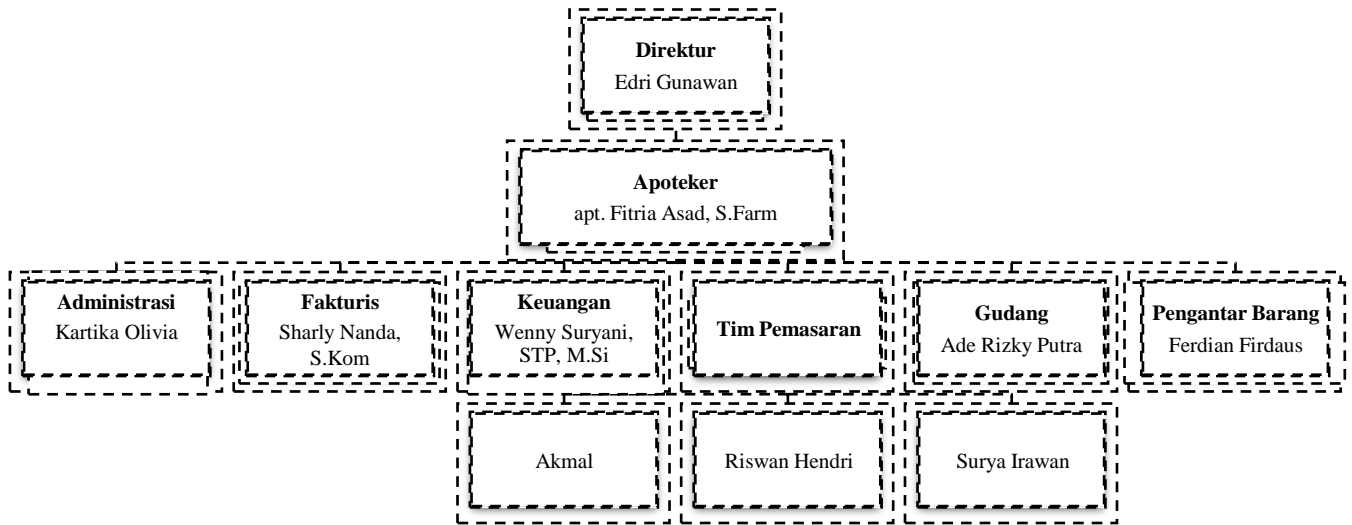 Direktur
Edri Gunawan
Apoteker
apt. Fitria Asad, S.Farm
Administrasi
Kartika Olivia
Fakturis
Sharly Nanda,
S.Kom
Keuangan
Wenny Suryani,
STP, M.Si
Tim Pemasaran
Gudang
Ade Rizky Putra
Pengantar Barang
Ferdian Firdaus
Akmal
Riswan Hendri
Surya Irawan